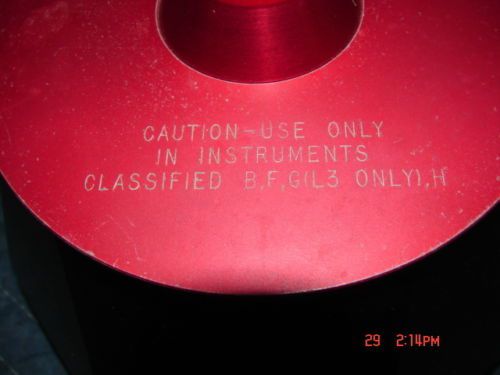 CAUTION-USE ONLY
IN INSTRUMENTS
CLASSIFIED B,F,G(L3 ONLY),H
29 2:14PM